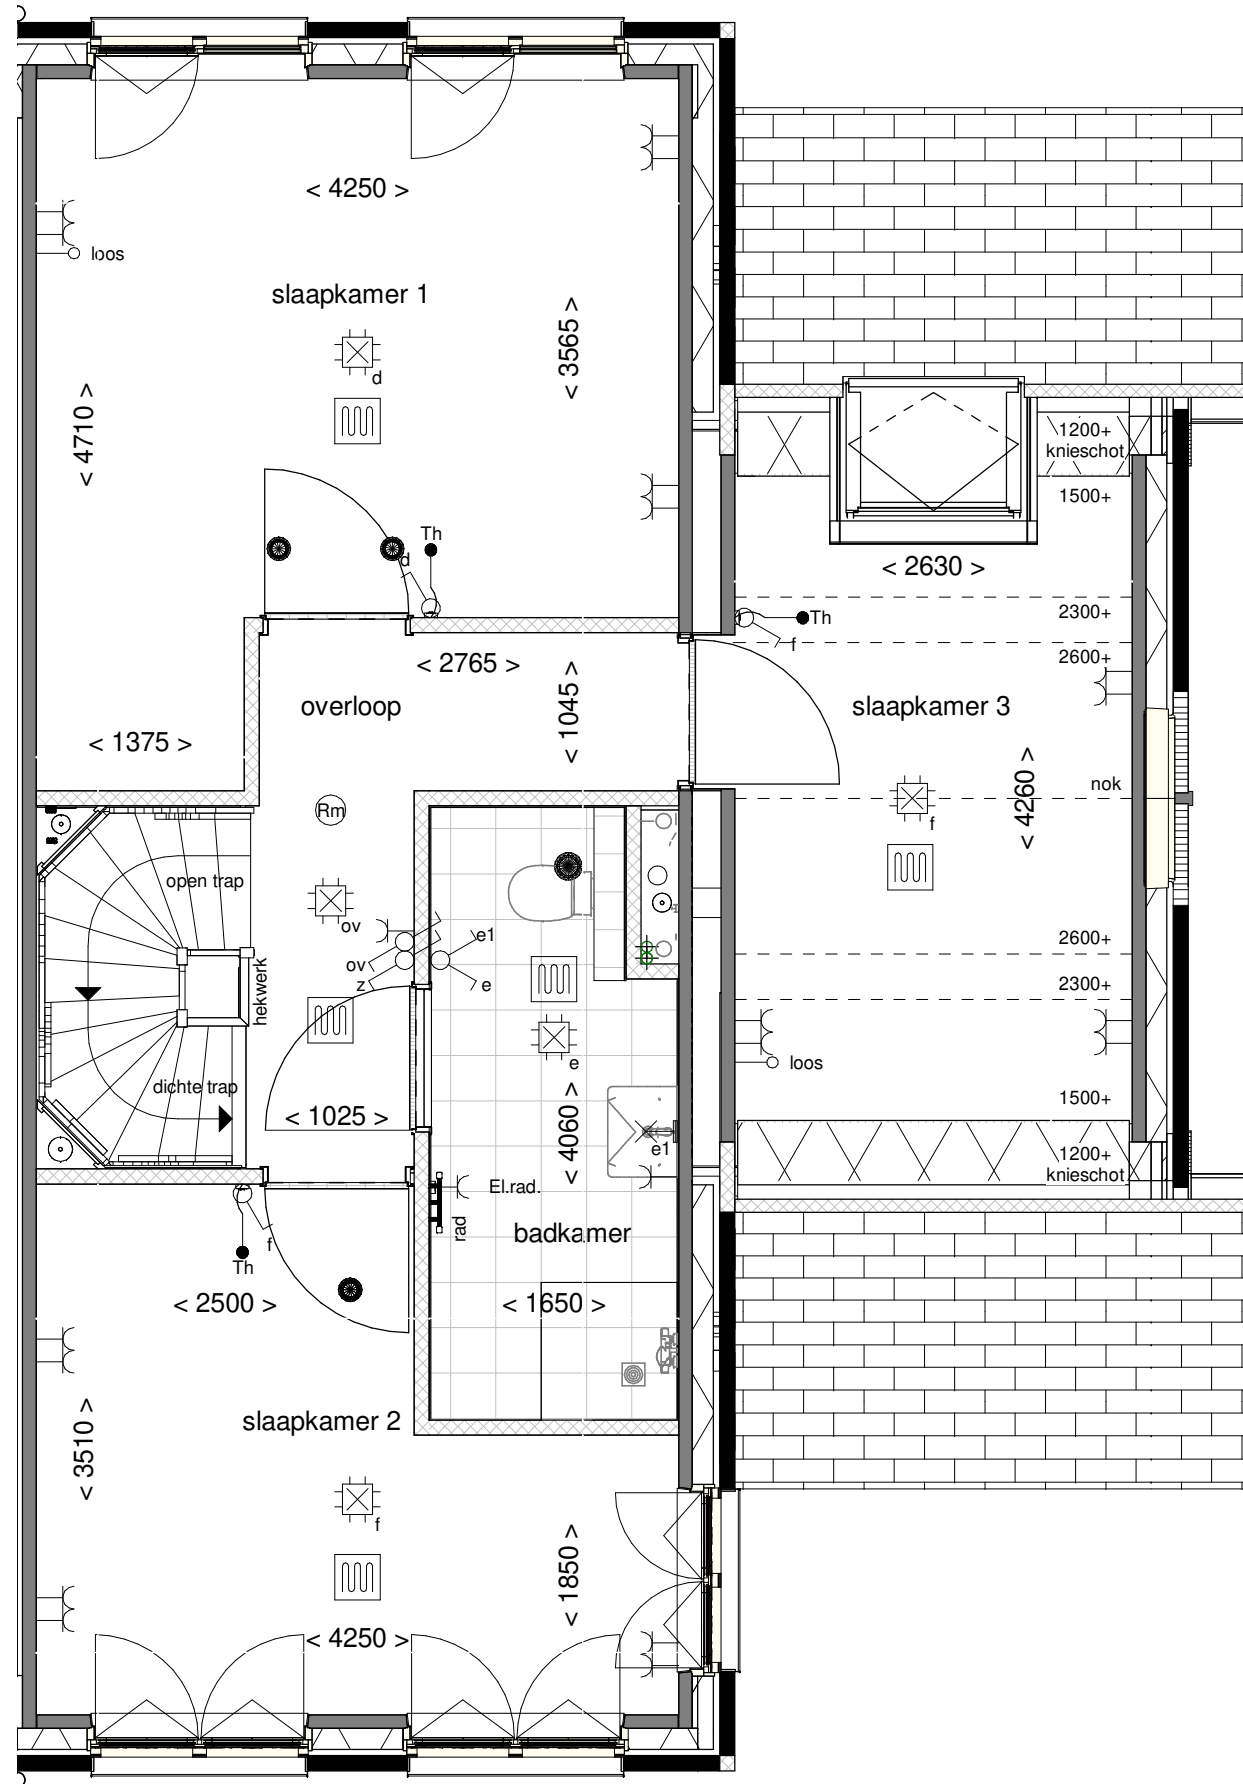 < 4250 >
loos
slaapkamer 1
< 3565 >
d
< 4710 >
1200+
knieschot
1500+
Th
d
< 2630 >
2300+
Th
f
< 2765 >
< 1045 >
2600+
overloop
slaapkamer 3
< 1375 >
< 4260 >
nok
Rm
f
open trap
ov
e1
2600+
ov
z
e
2300+
hekwerk
e
loos
dichte trap
< 1025 >
< 4060 >
1500+
e1
1200+
knieschot
El.rad.
rad
badkamer
f
Th
< 2500 >
< 1650 >
slaapkamer 2
< 3510 >
f
< 1850 >
< 4250 >